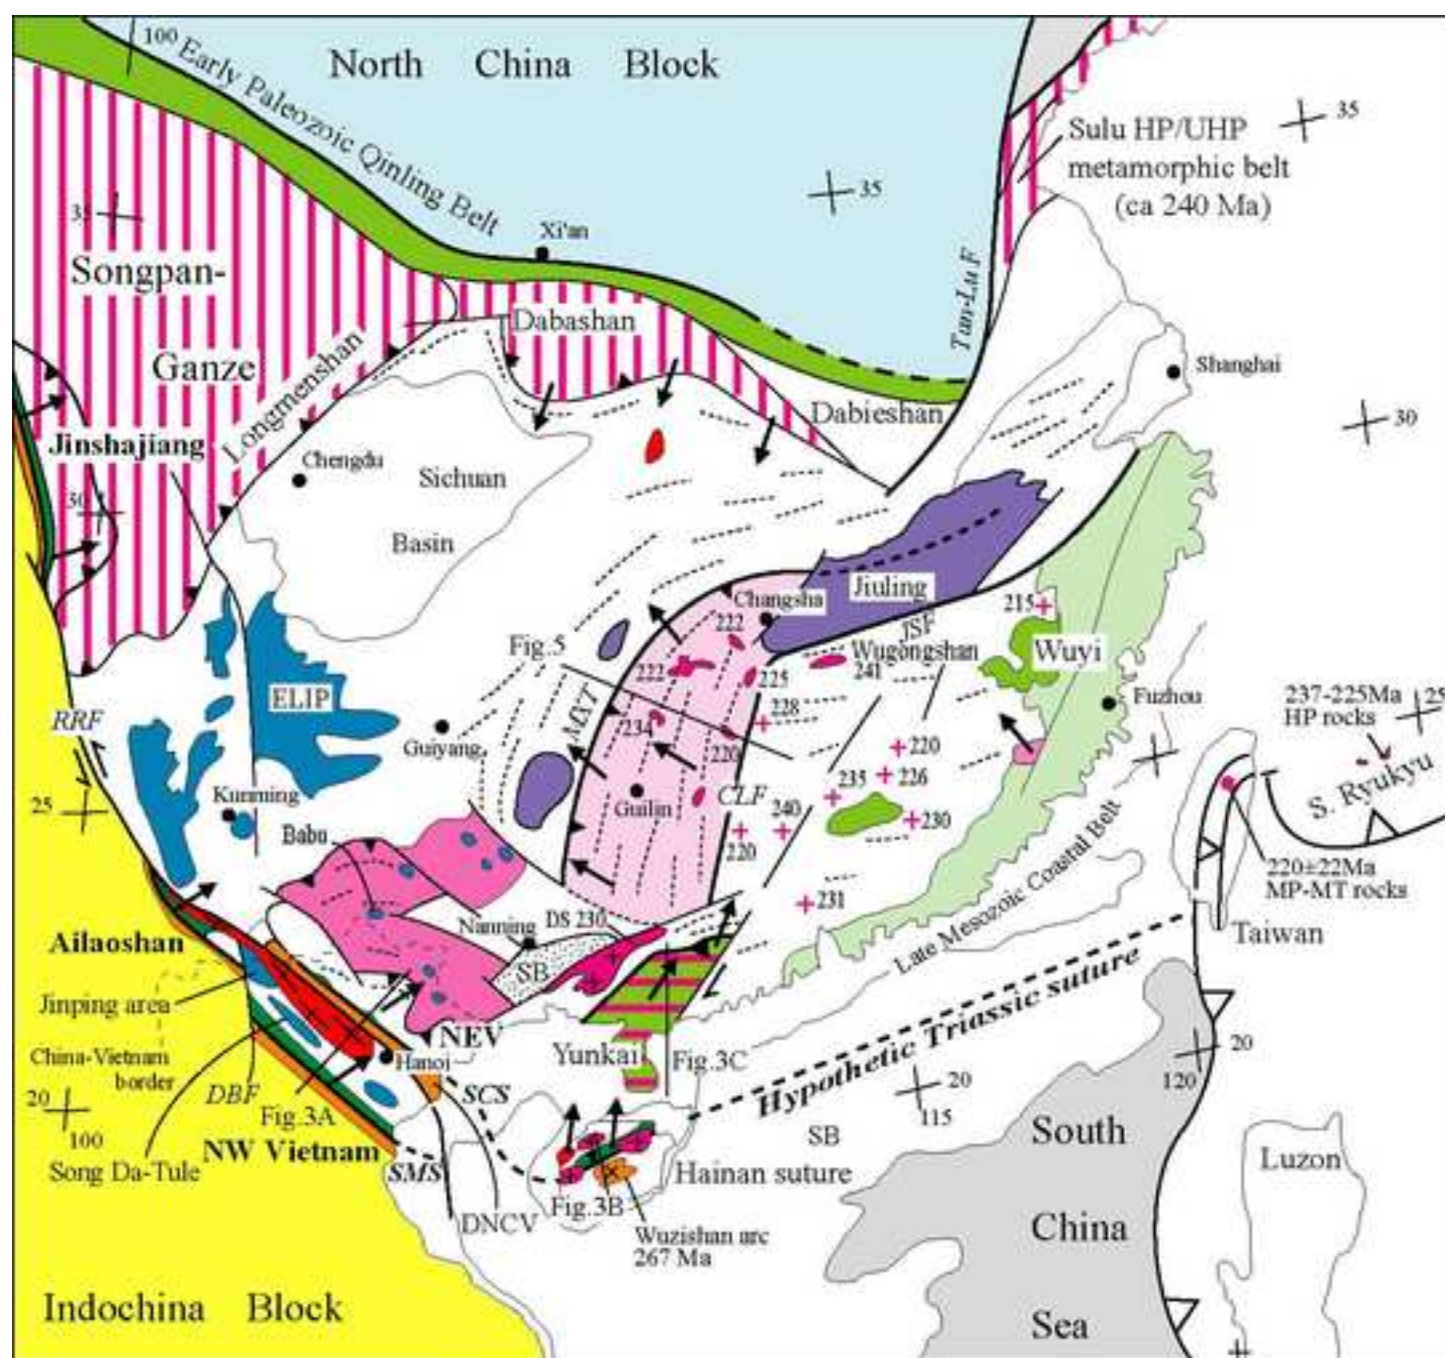 100
Early Paleozoic Qinling Belt
North China Block
35
Sulu HP/UHP
metamorphic belt
(ca 240 Ma)
35
35
Xi'an
Songpan-
Ganze
Dabashan
Tan-Lu F
Shanghai
Longmenshan
Dabieshan
30
Jinshajiang
Chengdu
Sichuan
Basin
30
Jiuling
Changsha
215
JSF
Fig.5
222
Wugongshan
Wuyi
222
241
225
ELIP
MXT
Fuzhou
237-225Ma
HP rocks
25
RRF
228
234
Guiyang
220
220
226
S. Ryukyu
235
Kunming
Guilin
CLF
25
Babu
240
230
220
220±22Ma
MP-MT rocks
231
Late Mesozoic Coastal Belt
Nanning
DS 230
Ailaoshan
Taiwan
SB
Jinping area
Hypothetic Triassic suture
NEV
China-Vietnam
border
Hanoi
Yunkai
Fig.3C
20
120
DBF
Fig.3A
SCS
20
115
20
100
NW Vietnam
SB
South
China
Sea
Luzon
Song Da-Tule
SMS
Hainan suture
Fig.3B
DNCV
Wuzishan arc
267 Ma
Indochina Block